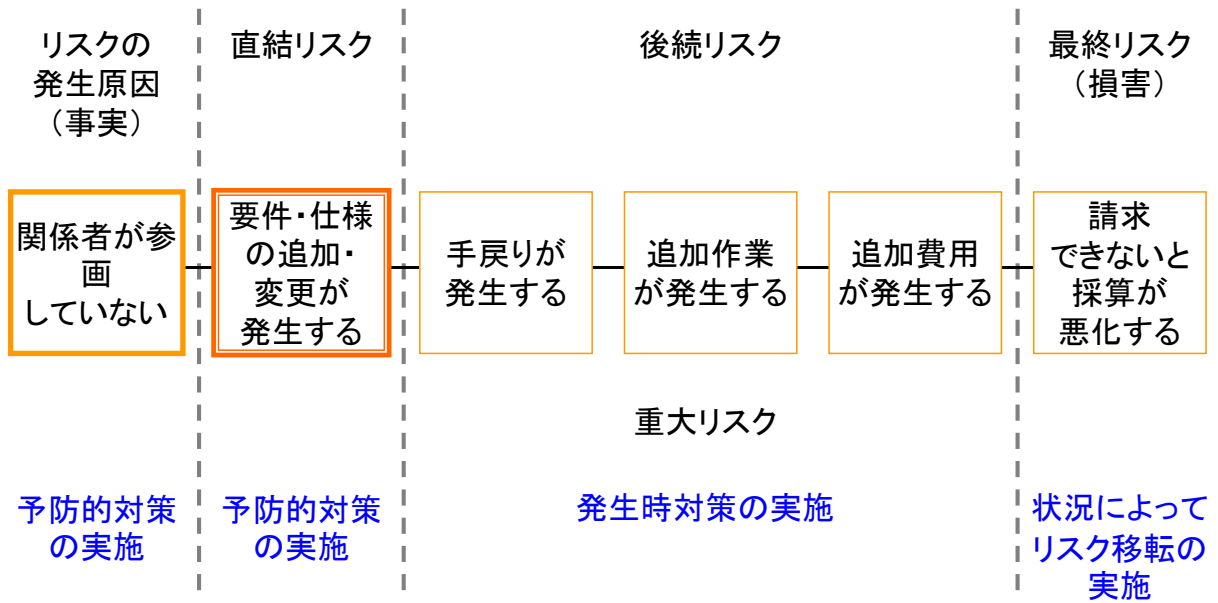 リスクの
発生原因
（事実）
直結リスク
後続リスク
最終リスク
（損害）
関係者が参
画
していない
要件・仕様
の追加・
変更が
発生する
手戻りが
発生する
追加作業
が発生する
追加費用
が発生する
請求
できないと
採算が
悪化する
重大リスク
予防的対策
の実施
予防的対策
の実施
発生時対策の実施
状況によって
リスク移転の
実施